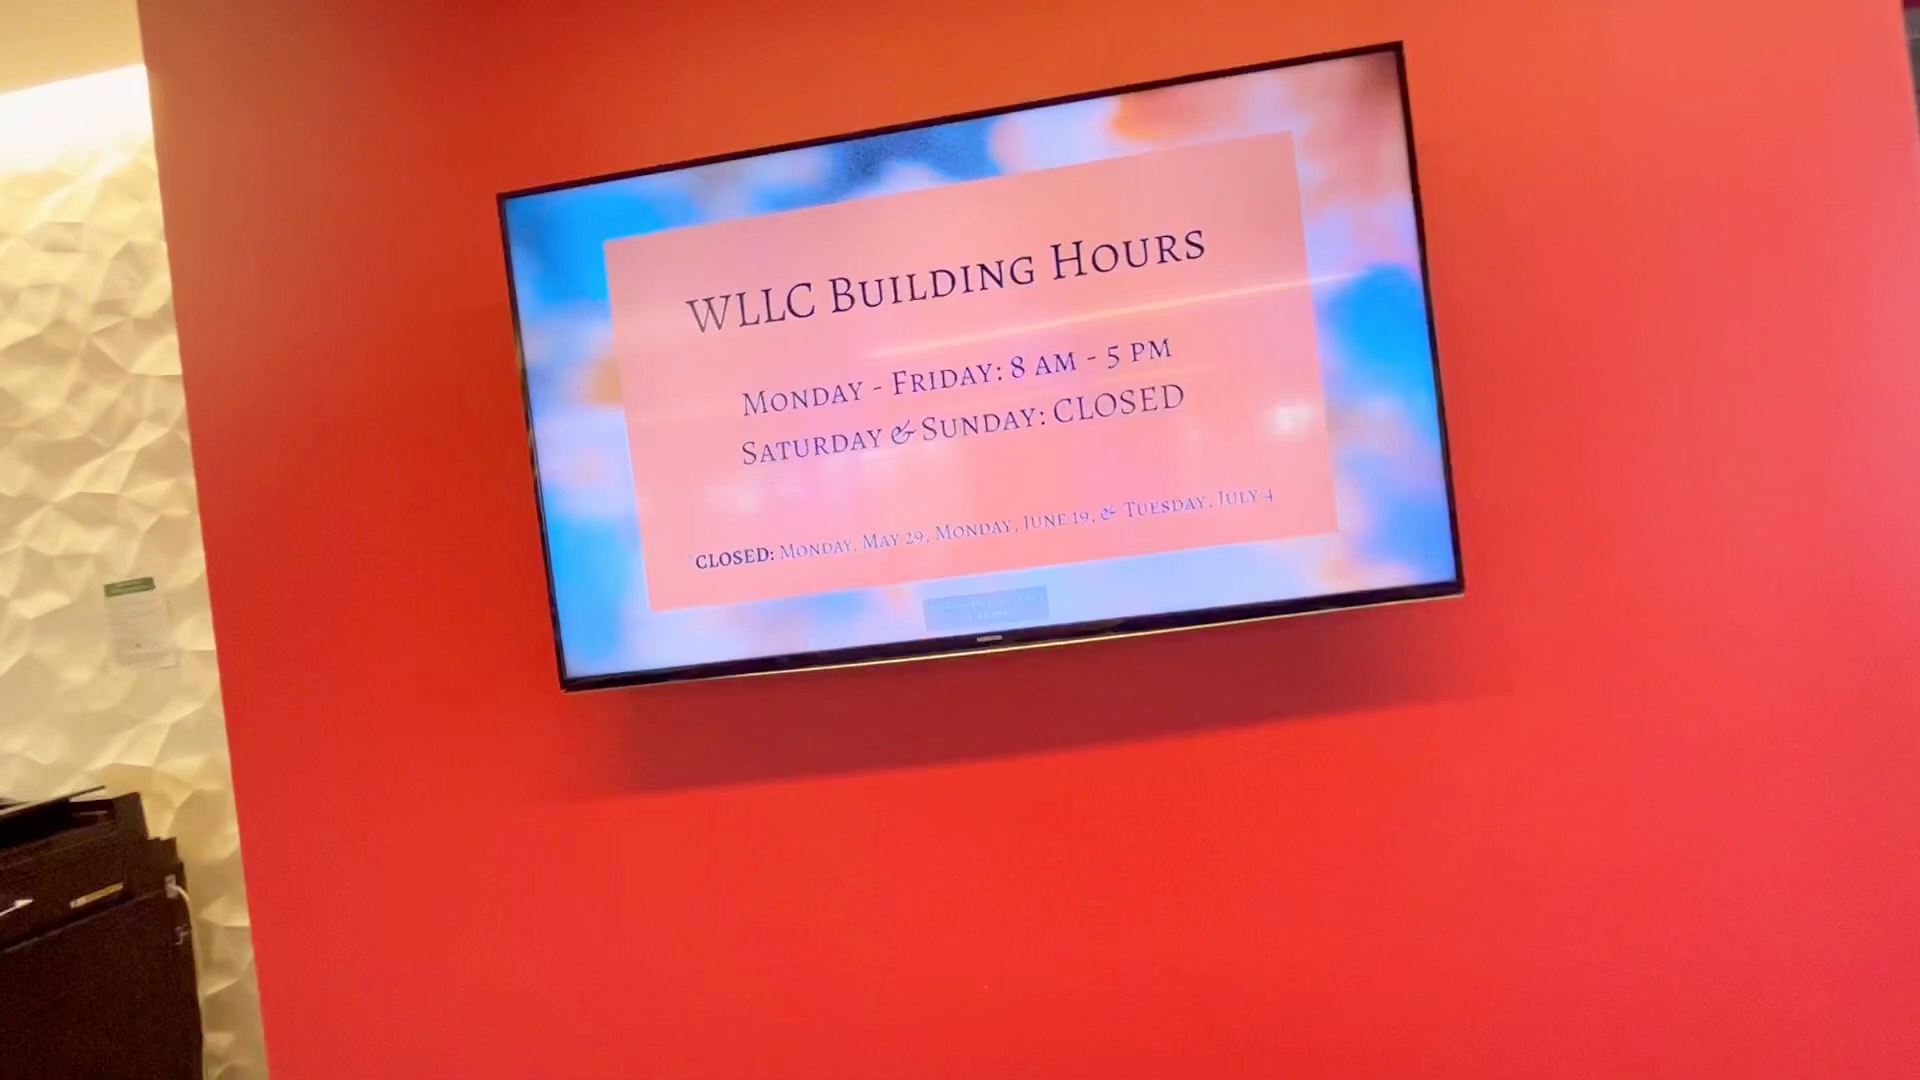 WLLC BUILDING HOURS
MONDAY - FRIDAY: 8 AM - 5 PM
SATURDAY & SUNDAY: CLOSED
CLOSED: MONDAY, MAY 29, MONDAY, JUNE 19, & TUESDAY, JULY 4